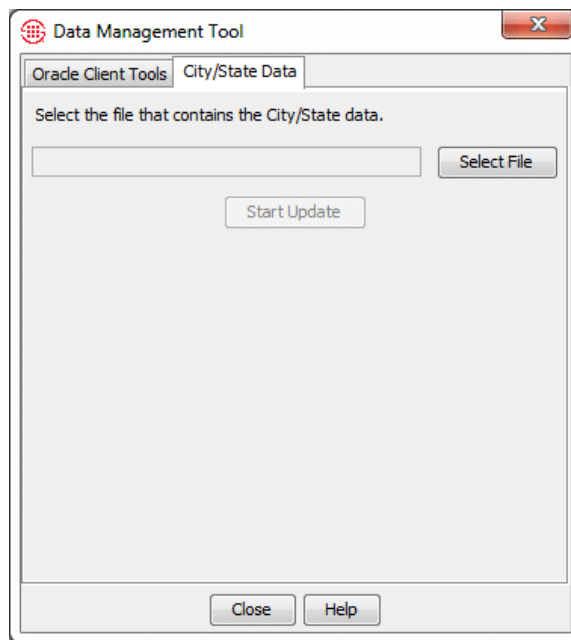 Data Management Tool
Oracle Client Tools City/State Data
Select the file that contains the City/State data.
Select File
Start Update
Close Help